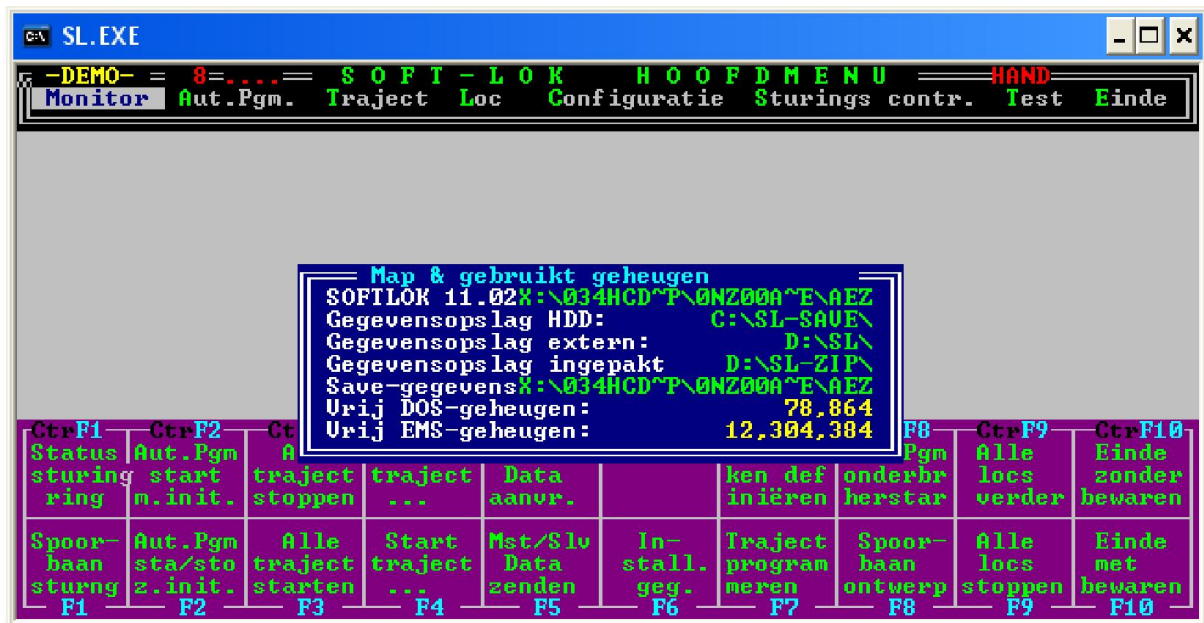 SL.EXE
-DEMO- = 8=....== S O F T - L O K H O O F D M E N U HAND
Monitor Aut.Pgm. Traject Loc Configuratie Sturings contr. Test Einde
Map & gebruikt geheugen
SOFTLOK 11.02X:\034HCD~P\0NZ00A~E\AEZ
Gegevensopslag HDD: C:\SL-SAVE\
Gegevensopslag extern: D:\SL\
Gegevensopslag ingepakt D:\SL-ZIP\
Save-gegevensX:\034HCD~P\0NZ00A~E\AEZ
Vrij DOS-geheugen: 78,864
Vrij EMS-geheugen: 12,304,384
CtrF1 CtrF2 Ct F8 CtrF9 CtrF10
Status Aut.Pgm A Pgm Alle Einde
sturing start traject traject Data ken def onderbr locs zonder
ring m.init. stoppen ... aanvr. iniëren herstar verder bewaren
Spoor- Aut.Pgm Alle Start Mst/Slv In- Traject Spoor- Alle Einde
baan sta/sto traject traject Data stall. program baan locs met
sturng z.init. starten ... zenden geg. meren ontwerp stoppen bewaren
F1 F2 F3 F4 F5 F6 F7 F8 F9 F10